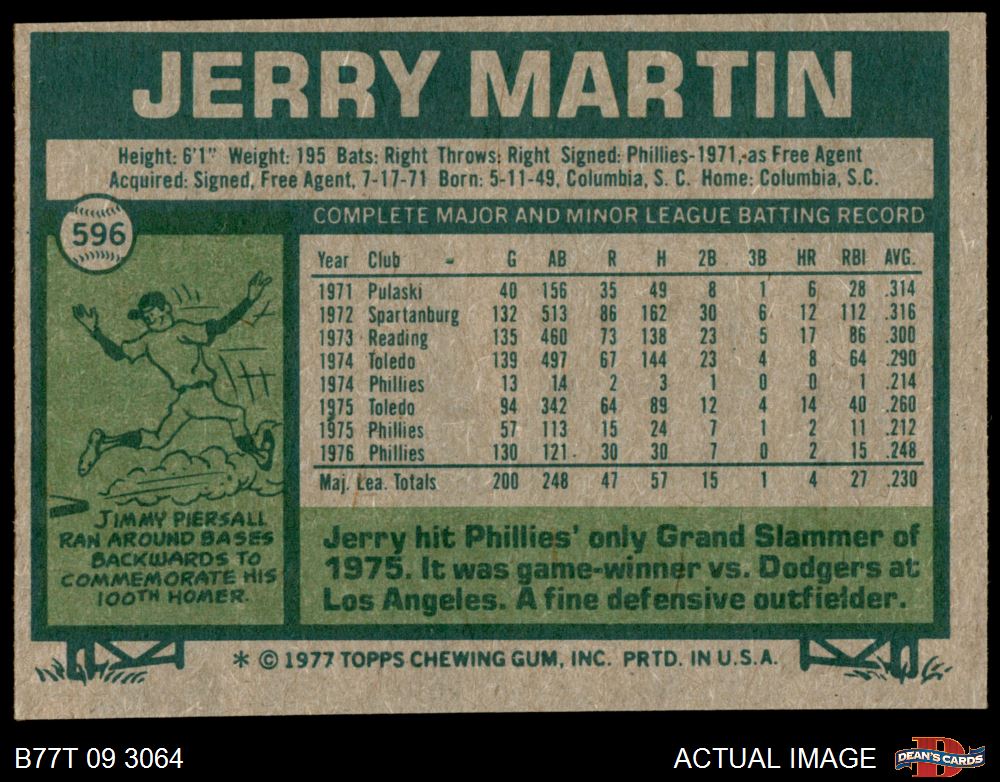 JERRY MARTIN
Height: 6'1" Weight: 195 Bats: Right Throws: Right Signed: Phillies-1971,-as Free Agent
Acquired: Signed, Free Agent, 7-17-71 Born: 5-11-49, Columbia, S. C. Home: Columbia, S.C.
596
COMPLETE MAJOR AND MINOR LEAGUE BATTING RECORD
Year Club - G AB R H 2B 3B HR RBI AVG.
1971 Pulaski 40 156 35 49 8 1 6 28 .314
1972 Spartanburg 132 513 86 162 30 6 12 112 .316
1973 Reading 135 460 73 138 23 5 17 86 .300
1974 Toledo 139 497 67 144 23 4 8 64 .290
1974 Phillies 13 14 2 3 1 0 0 1 .214
1975 Toledo 94 342 64 89 12 4 14 40 .260
1975 Phillies 57 113 15 24 7 1 2 11 .212
1976 Phillies 130 121 30 30 7 0 2 15 .248
Maj. Lea. Totals 200 248 47 57 15 1 4 27 .230
JIMMY PIERSALL
RAN AROUND BASES
BACKWARDS TO
COMMEMORATE HIS
100TH HOMER.
Jerry hit Phillies' only Grand Slammer of
1975. It was game-winner vs. Dodgers at
Los Angeles. A fine defensive outfielder.
* © 1977 TOPPS CHEWING GUM, INC. PRTD. IN U.S.A.
B77T 09 3064
ACTUAL IMAGE
D
DEAN'S CARDS